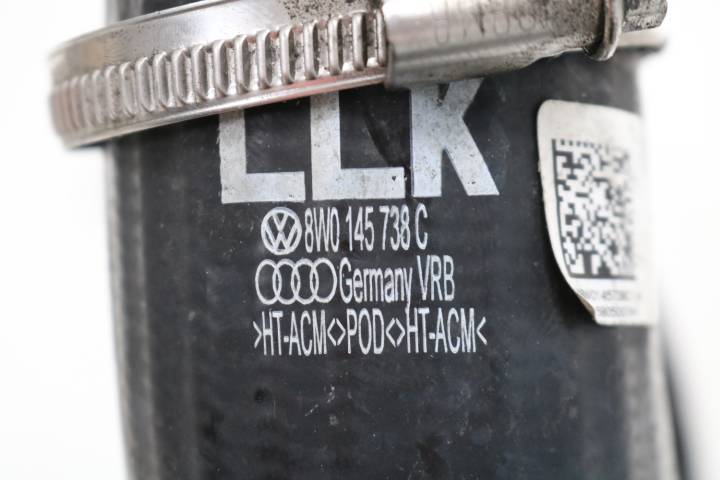 LLK
8W0 145 738 C
Germany VRB
>HT-ACM<>POD<>HT-ACM<